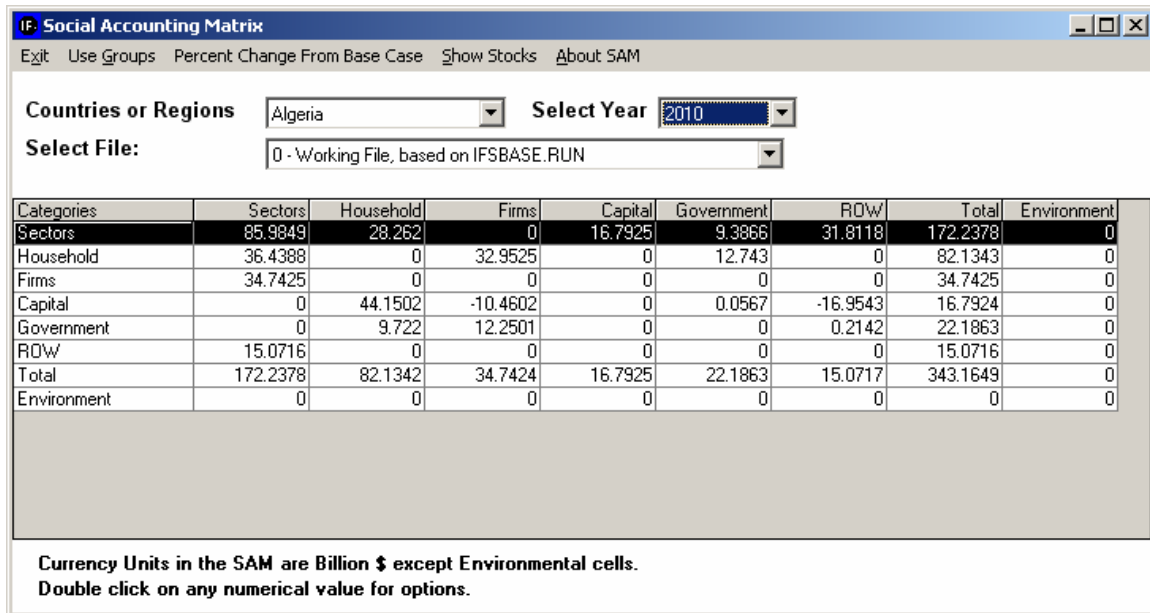 IF Social Accounting Matrix
Exit Use Groups Percent Change From Base Case Show Stocks About SAM
Countries or Regions Algeria Select Year 2010
Select File: 0 - Working File, based on IFSBASE.RUN
Categories Sectors Household Firms Capital Government ROW Total Environment
Sectors 85.9849 28.262 0 16.7925 9.3866 31.8118 172.2378 0
Household 36.4388 0 32.9525 0 12.743 0 82.1343 0
Firms 34.7425 0 0 0 0 0 34.7425 0
Capital 0 44.1502 -10.4602 0 0.0567 -16.9543 16.7924 0
Government 0 9.722 12.2501 0 0 0.2142 22.1863 0
ROW 15.0716 0 0 0 0 0 15.0716 0
Total 172.2378 82.1342 34.7424 16.7925 22.1863 15.0717 343.1649 0
Environment 0 0 0 0 0 0 0 0
Currency Units in the SAM are Billion $ except Environmental cells.
Double click on any numerical value for options.